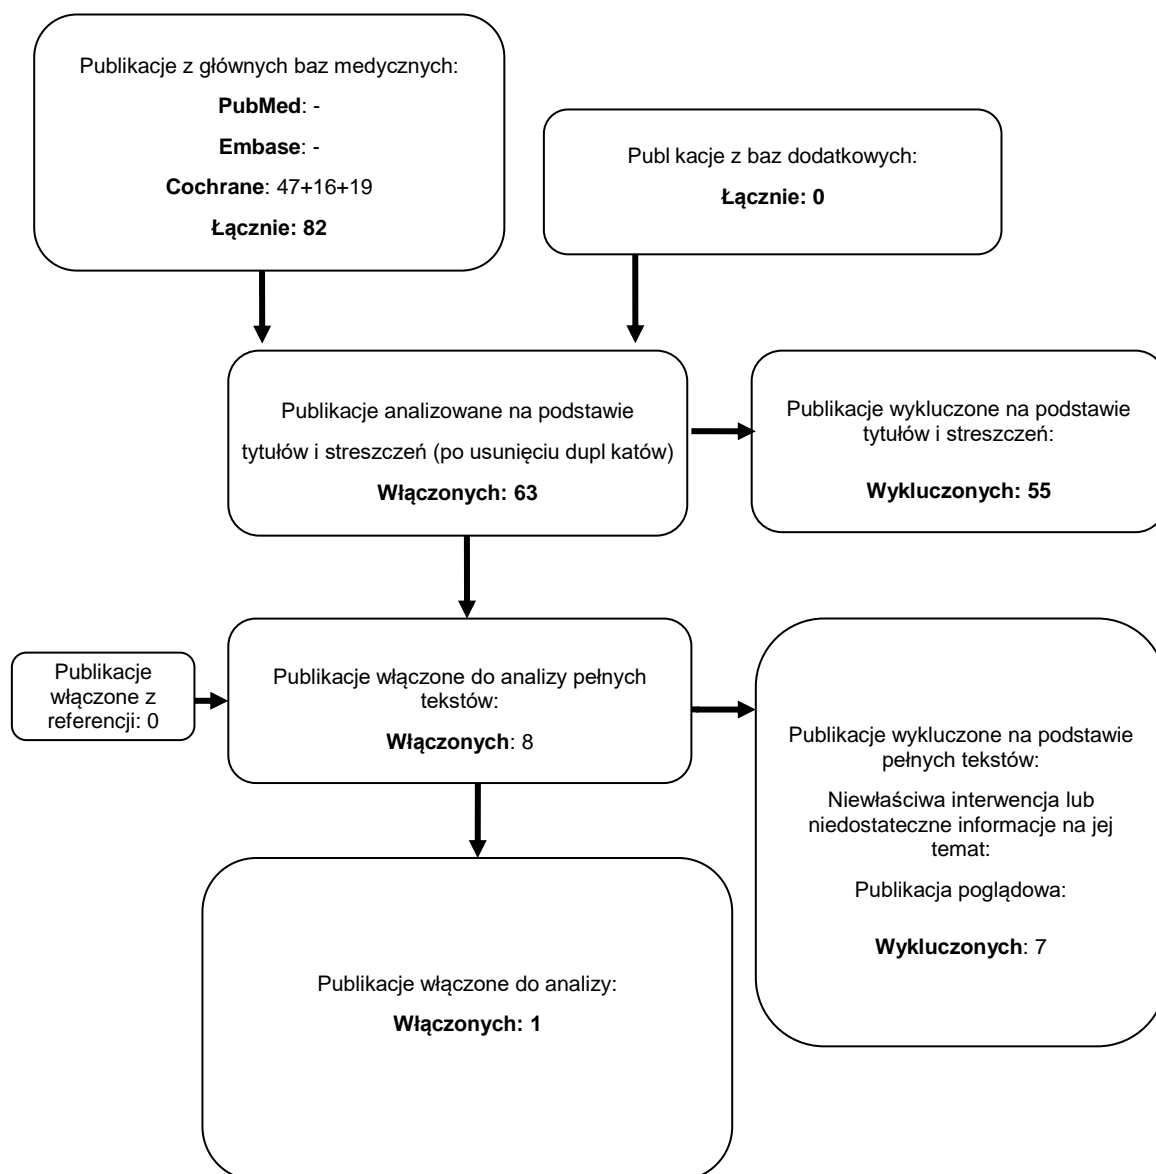 Publikacje z głównych baz medycznych:
PubMed: -
Embase: -
Cochrane: 47+16+19
Łącznie: 82
Publ kacje z baz dodatkowych:
Łącznie: 0
Publikacje analizowane na podstawie
tytułów i streszczeń (po usunięciu dupl katów)
Włączonych: 63
Publikacje wykluczone na podstawie
tytułów i streszczeń:
Wykluczonych: 55
Publikacje
włączone z
referencji: 0
Publikacje włączone do analizy pełnych
tekstów:
Włączonych: 8
Publikacje wykluczone na podstawie
pełnych tekstów:
Niewłaściwa interwencja lub
niedostateczne informacje na jej
temat:
Publikacja poglądowa:
Wykluczonych: 7
Publikacje włączone do analizy:
Włączonych: 1